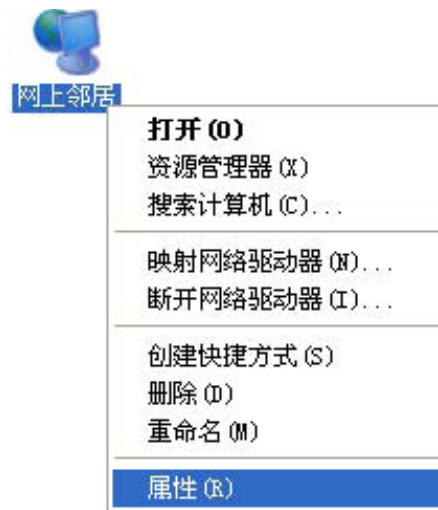 网上邻居
打开(O)
资源管理器(X)
搜索计算机(C)...
映射网络驱动器(N)...
断开网络驱动器(I)...
创建快捷方式(S)
删除(D)
重命名(M)
属性(R)